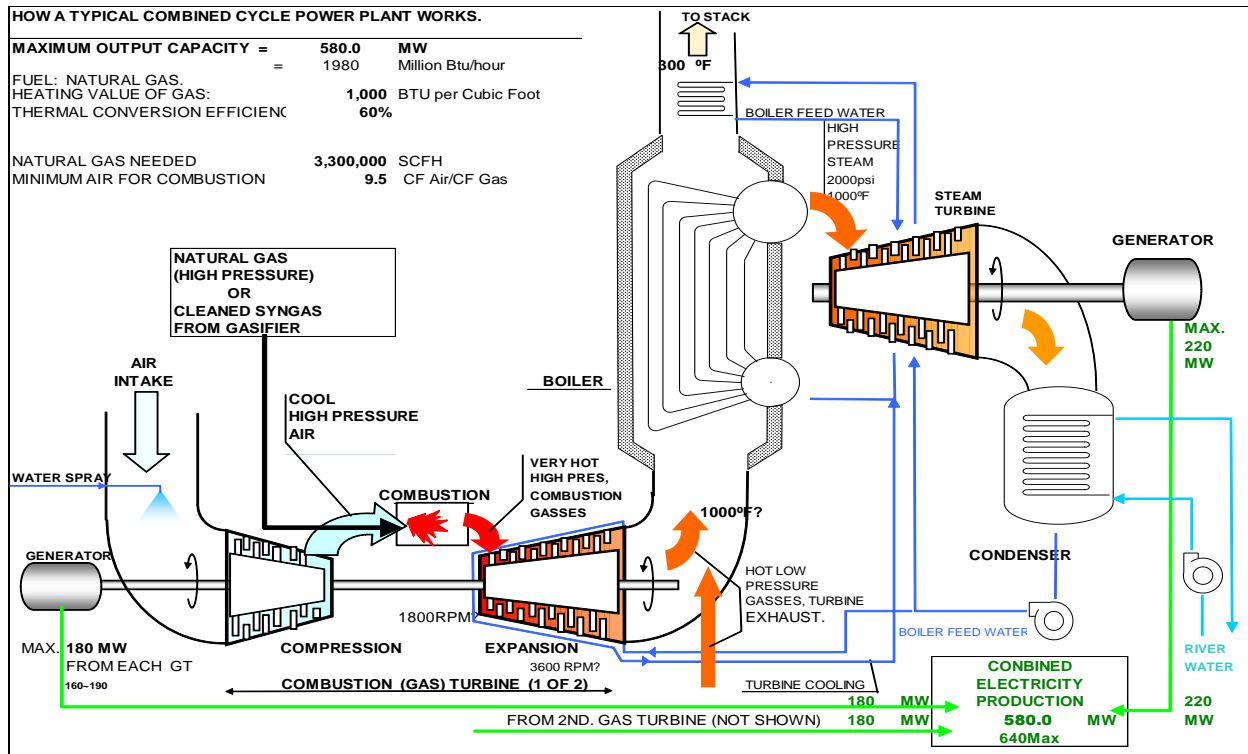 HOW A TYPICAL COMBINED CYCLE POWER PLANT WORKS.
MAXIMUM OUTPUT CAPACITY = 580.0 MW
= 1980 Million Btu/hour
FUEL: NATURAL GAS.
HEATING VALUE OF GAS: 1,000 BTU per Cubic Foot
THERMAL CONVERSION EFFICIENC 60%
NATURAL GAS NEEDED 3,300,000 SCFH
MINIMUM AIR FOR COMBUSTION 9.5 CF Air/CF Gas
TO STACK
300 ºF
BOILER FEED WATER
HIGH
PRESSURE
STEAM
2000psi
1000ºF
STEAM
TURBINE
GENERATOR
MAX.
220
MW
NATURAL GAS
(HIGH PRESSURE)
OR
CLEANED SYNGAS
FROM GASIFIER
AIR
INTAKE
BOILER
COOL
HIGH PRESSURE
AIR
WATER SPRAY
COMBUSTION
VERY HOT
HIGH PRES,
COMBUSTION
GASSES
1000ºF?
GENERATOR
CONDENSER
HOT LOW
PRESSURE
GASSES, TURBINE
EXHAUST.
1800RPM?
BOILER FEED WATER
RIVER
WATER
MAX. 180 MW
FROM EACH GT
160~190
COMPRESSION
EXPANSION
3600 RPM?
COMBUSTION (GAS) TURBINE (1 OF 2)
TURBINE COOLING
180 MW
FROM 2ND. GAS TURBINE (NOT SHOWN) 180 MW
CONBINED
ELECTRICITY
PRODUCTION
580.0 MW
640Max
220
MW